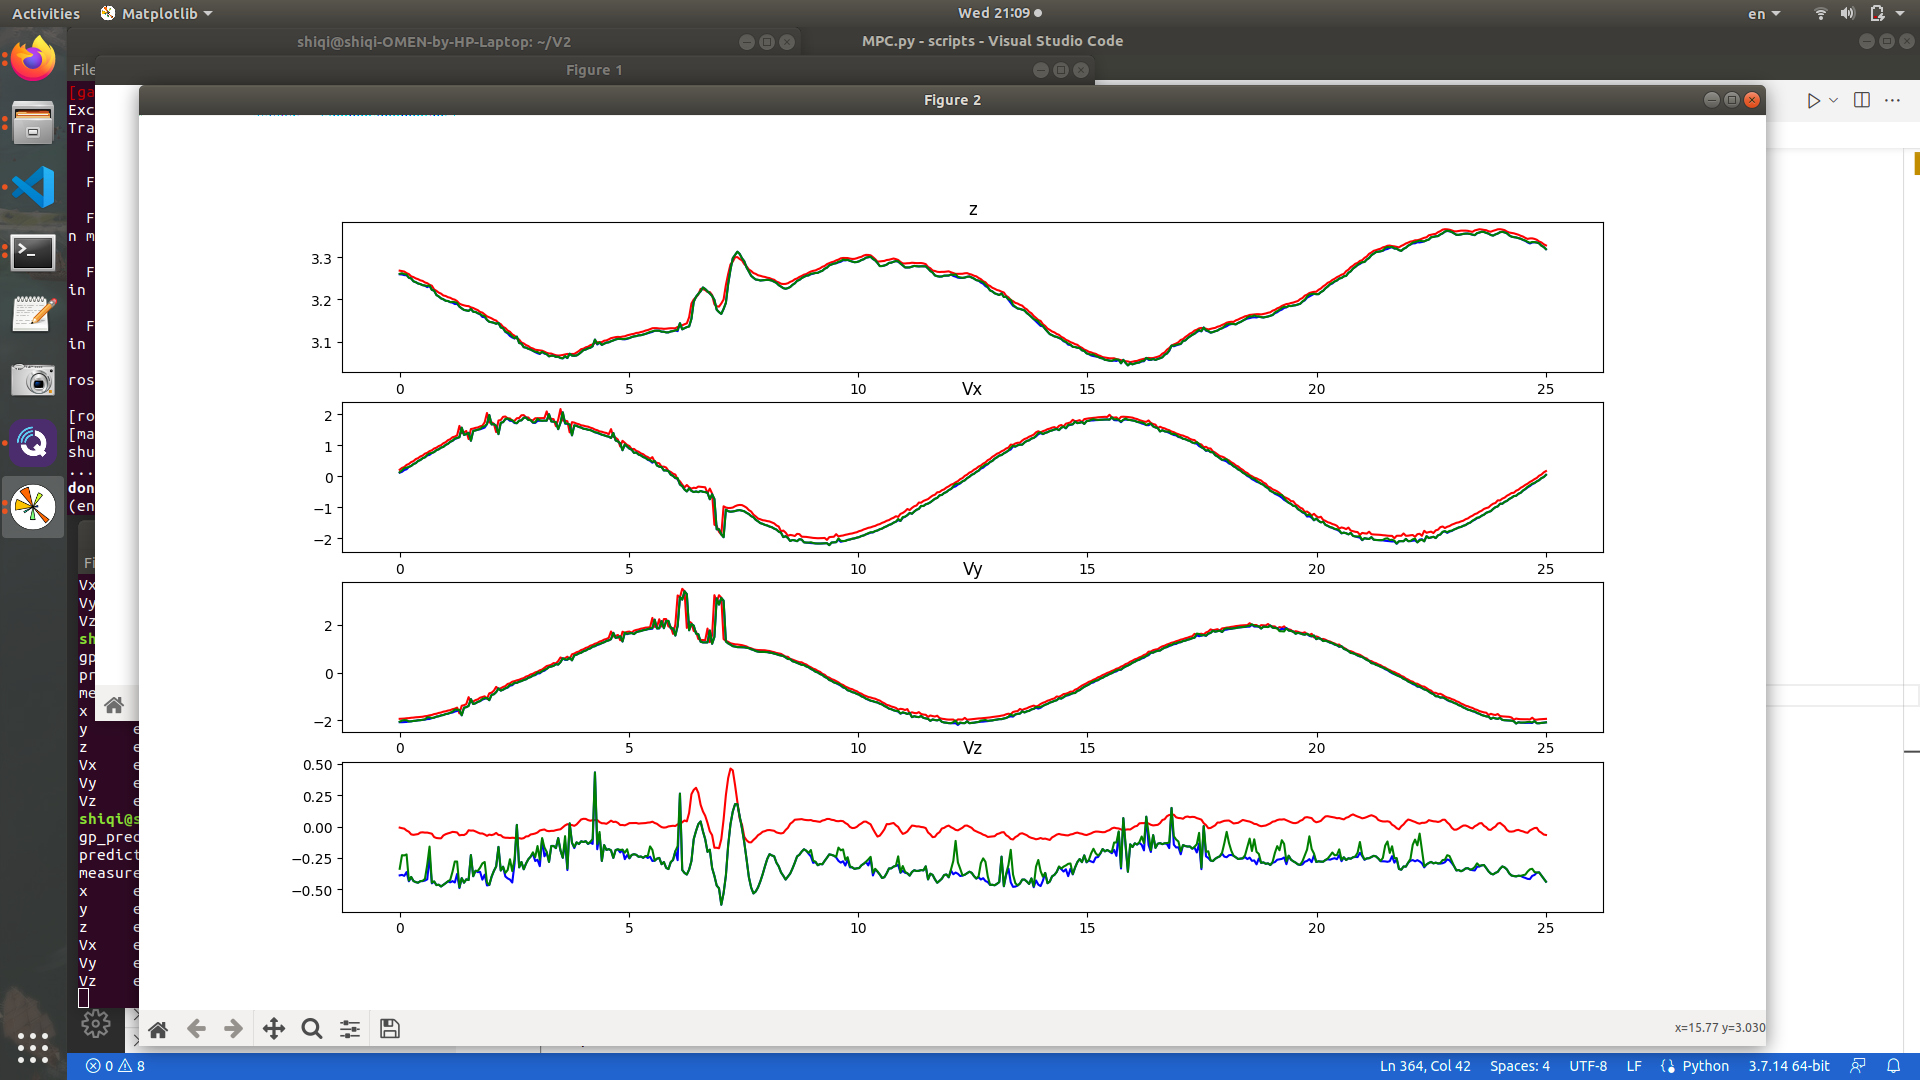 Activities
Matplotlib
Wed 21:09
en
shiqi@shiqi-OMEN-by-HP-Laptop: ~/V2
MPC.py - scripts - Visual Studio Code
File
Figure 1
Figure 2
[ga
Exc
Tra
F
F
F
n m
F
in
F
in
ros
[ro
[ma
shu
...
don
(en
Fi
Vx
Vy
Vz
sh
gp
pr
me
x
y e
z e
Vx e
Vy e
Vz e
shiqi@s
gp_prec
predict
measure
x e
y e
z e
Vx e
Vy e
Vz e
z
3.3
3.2
3.1
0 5 10 15 20 25
Vx
2
1
0
−1
−2
0 5 10 15 20 25
Vy
2
0
−2
0 5 10 15 20 25
Vz
0.50
0.25
0.00
−0.25
−0.50
0 5 10 15 20 25
x=15.77 y=3.030
0 8
Ln 364, Col 42
Spaces: 4
UTF-8
LF
Python
3.7.14 64-bit